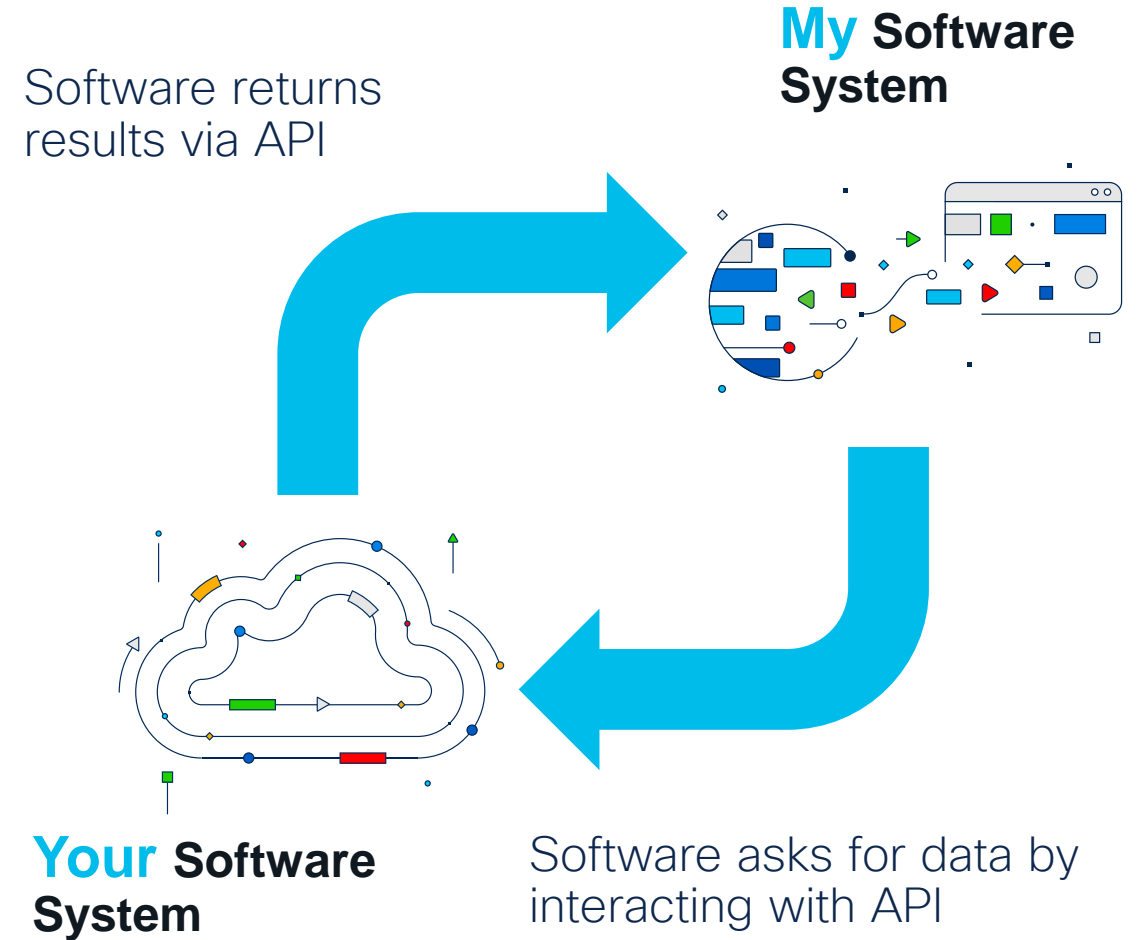 My Software
System
Software returns
results via API
Your Software
System
Software asks for data by
interacting with API